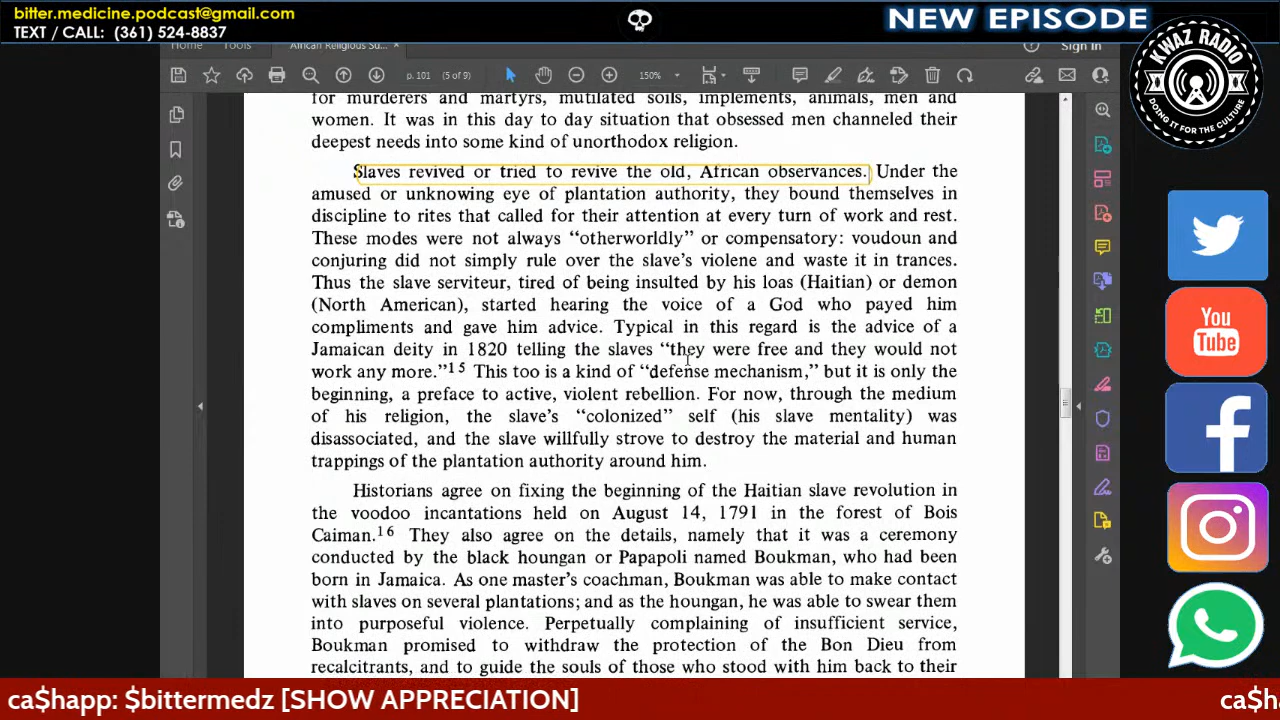 bitter.medicine.podcast@gmail.com
TEXT / CALL: (361) 524-8837
NEW EPISODE
KWAZ RADIO
DOING IT FOR THE CULTURE
Home Tools African Religious Su... × Sign In
p. 101 (5 of 9) 150%
for murderers and martyrs, mutilated soils, implements, animals, men and
women. It was in this day to day situation that obsessed men channeled their
deepest needs into some kind of unorthodox religion.
Slaves revived or tried to revive the old, African observances. Under the
amused or unknowing eye of plantation authority, they bound themselves in
discipline to rites that called for their attention at every turn of work and rest.
These modes were not always “otherworldly” or compensatory: voudoun and
conjuring did not simply rule over the slave’s violene and waste it in trances.
Thus the slave serviteur, tired of being insulted by his loas (Haitian) or demon
(North American), started hearing the voice of a God who payed him
compliments and gave him advice. Typical in this regard is the advice of a
Jamaican deity in 1820 telling the slaves “they were free and they would not
work any more.”15 This too is a kind of “defense mechanism,” but it is only the
beginning, a preface to active, violent rebellion. For now, through the medium
of his religion, the slave’s “colonized” self (his slave mentality) was
disassociated, and the slave willfully strove to destroy the material and human
trappings of the plantation authority around him.
Historians agree on fixing the beginning of the Haitian slave revolution in
the voodoo incantations held on August 14, 1791 in the forest of Bois
Caiman.16 They also agree on the details, namely that it was a ceremony
conducted by the black houngan or Papapoli named Boukman, who had been
born in Jamaica. As one master’s coachman, Boukman was able to make contact
with slaves on several plantations; and as the houngan, he was able to swear them
into purposeful violence. Perpetually complaining of insufficient service,
Boukman promised to withdraw the protection of the Bon Dieu from
recalcitrants, and to guide the souls of those who stood with him back to their
You
Tube
ca$happ: $bittermedz [SHOW APPRECIATION]
ca$h